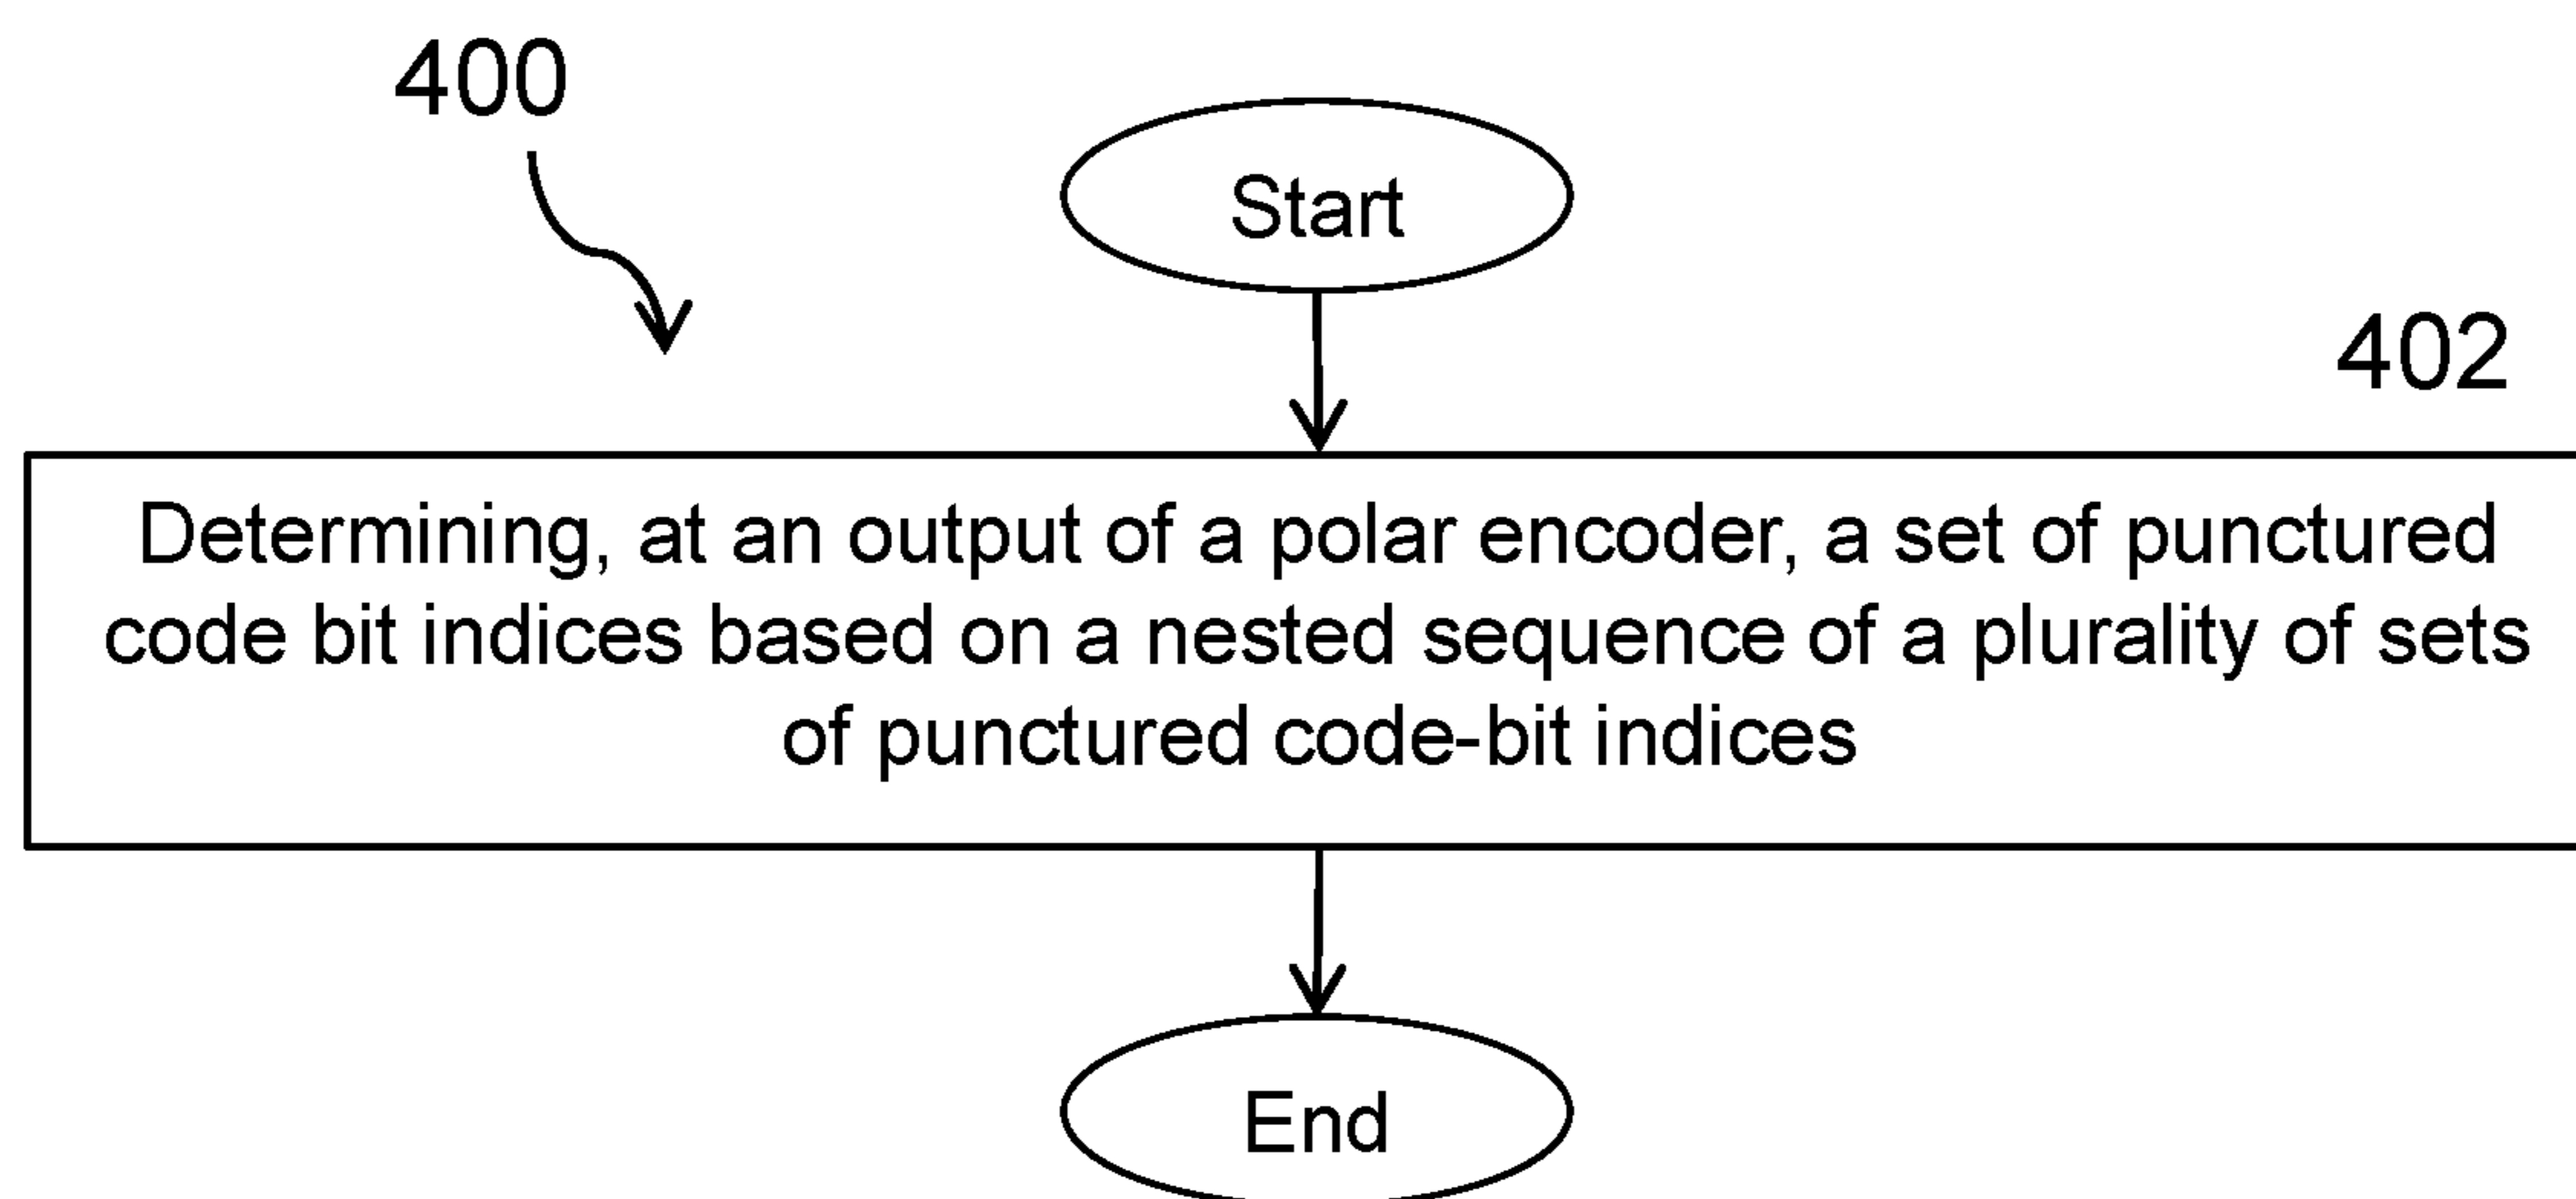 400
Start
402
Determining, at an output of a polar encoder, a set of punctured
code bit indices based on a nested sequence of a plurality of sets
of punctured code-bit indices
End